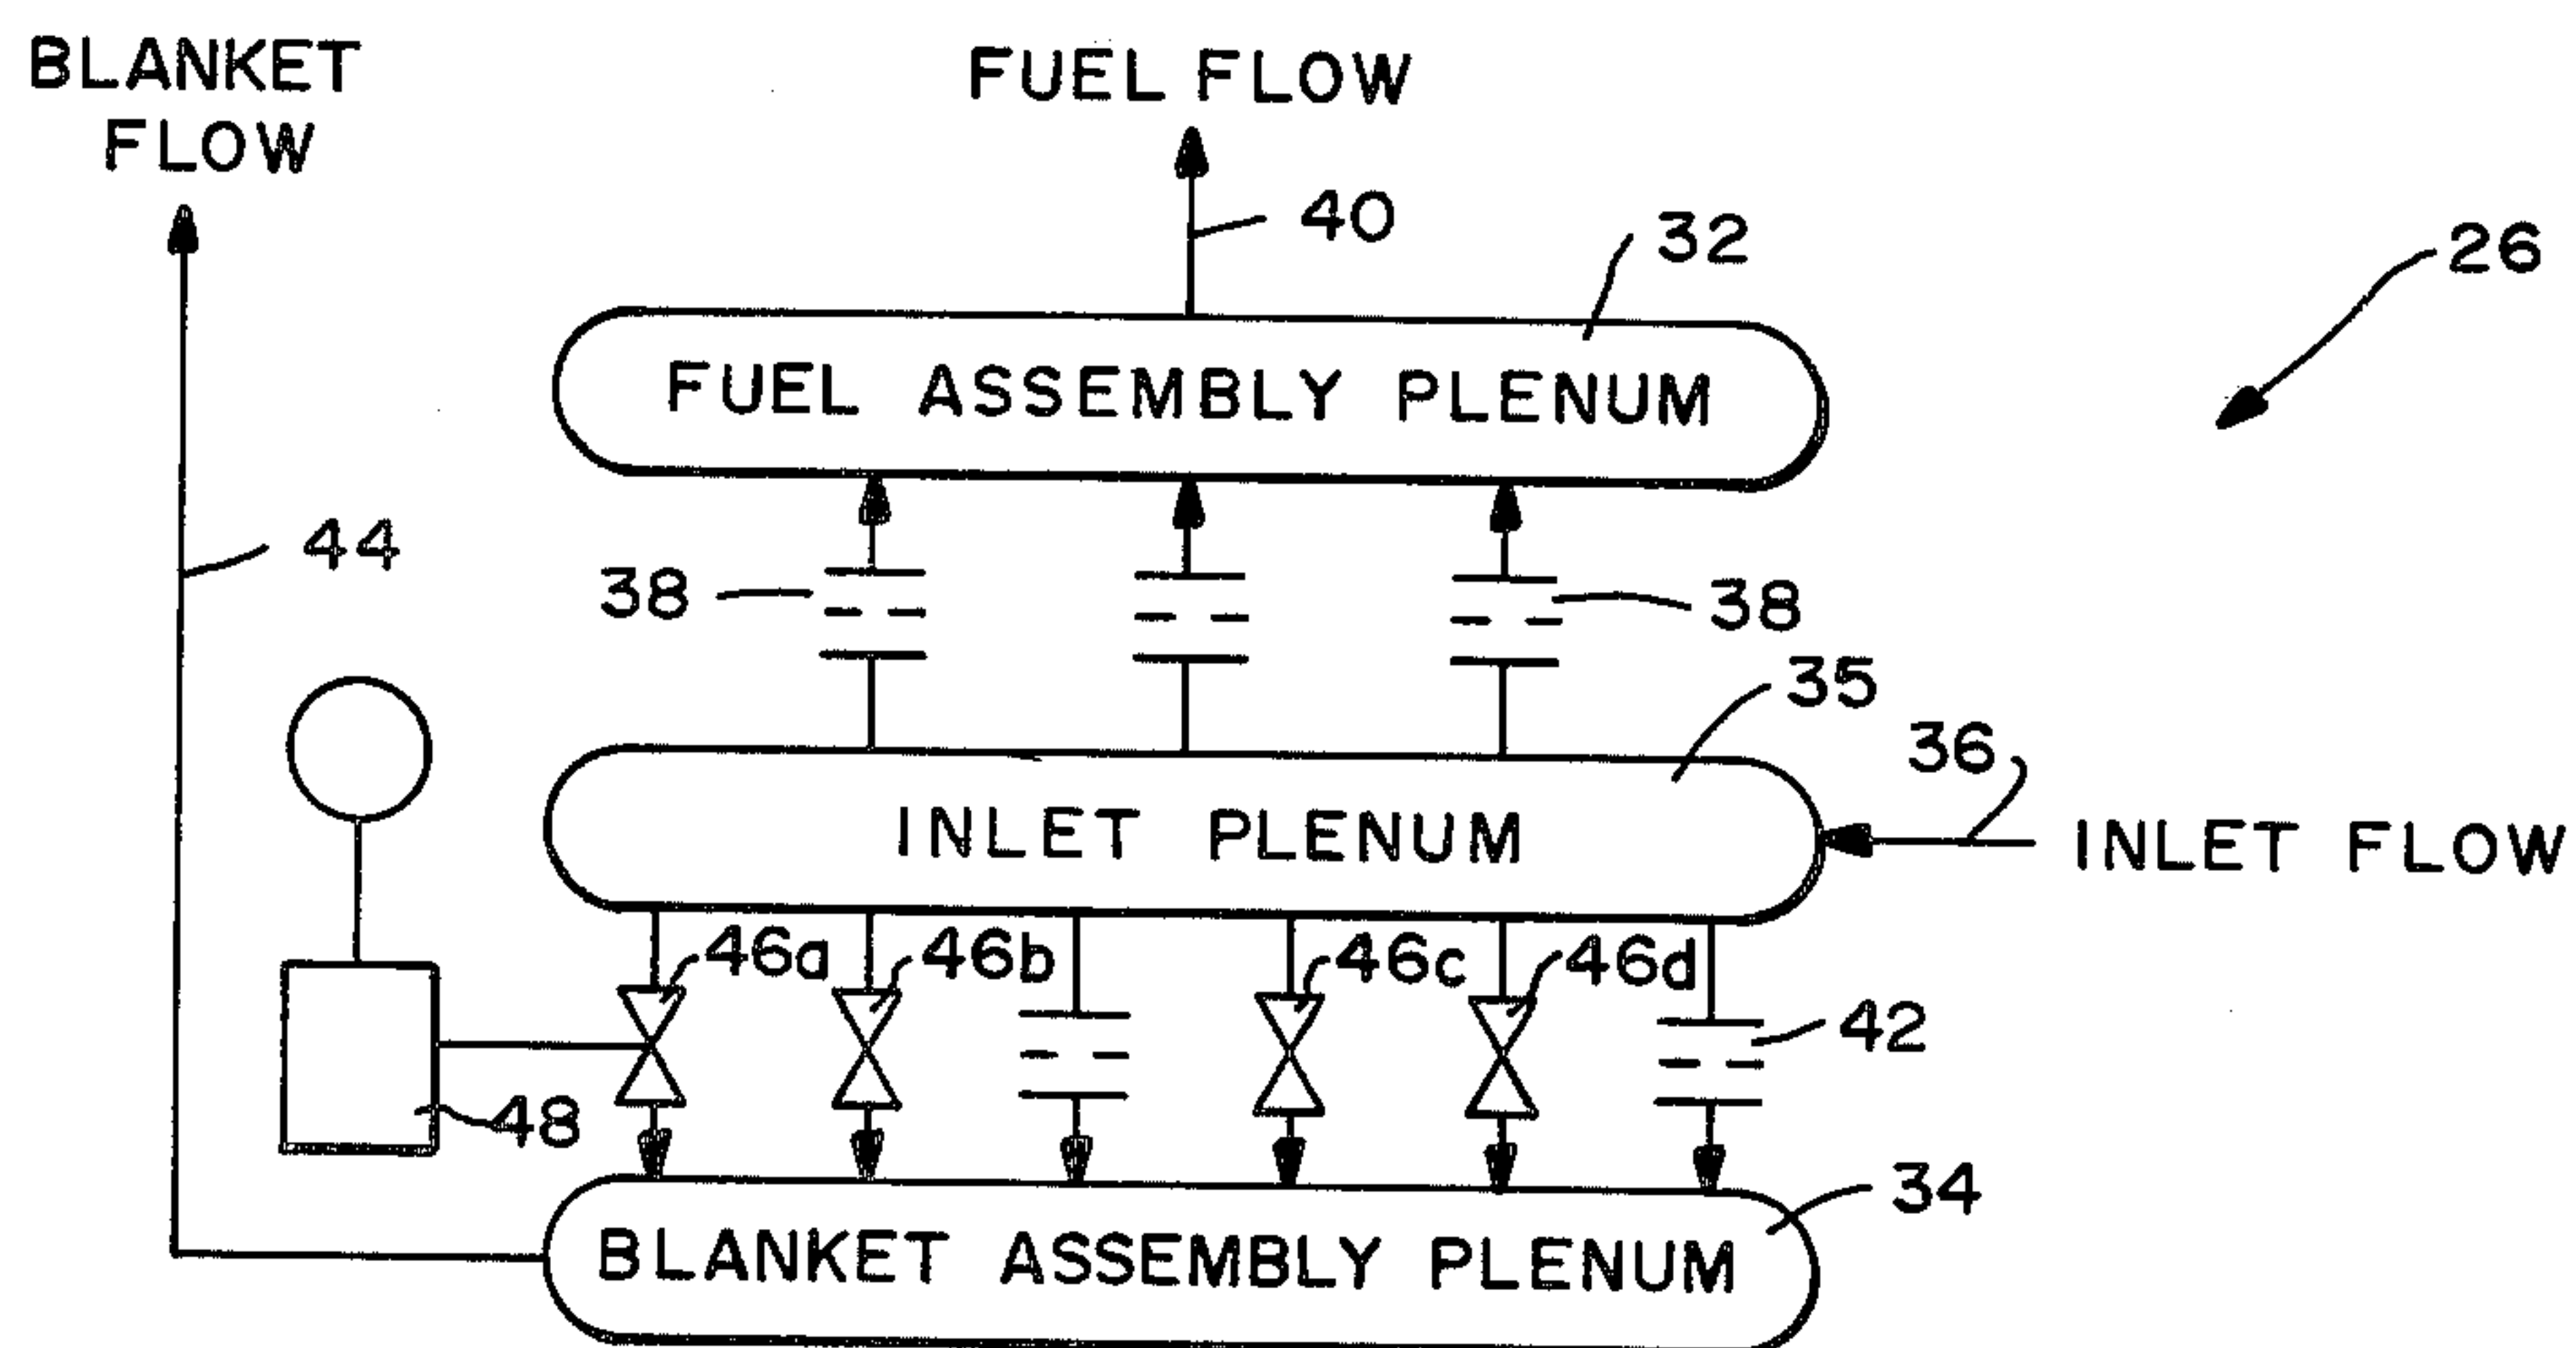 BLANKET
FLOW
FUEL FLOW
40
32
26
FUEL ASSEMBLY PLENUM
44
38
38
35
36
INLET PLENUM
INLET FLOW
46a
46b
46c
46d
42
48
34
BLANKET ASSEMBLY PLENUM